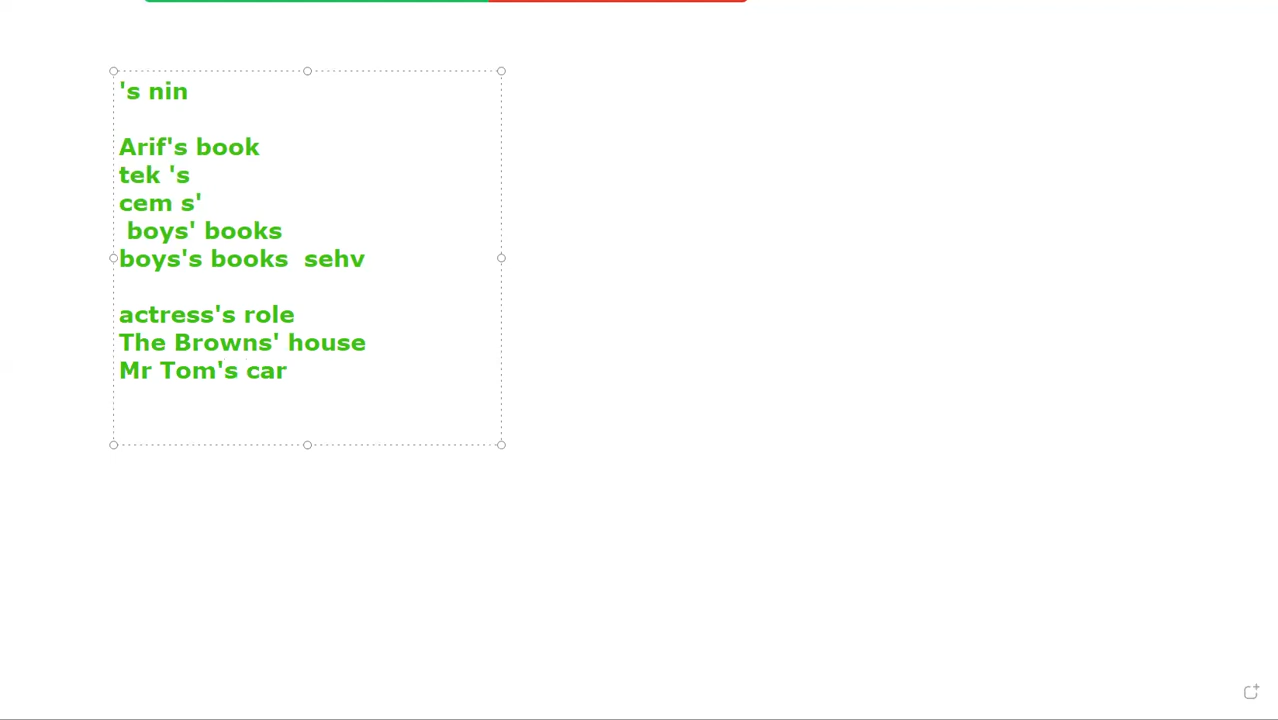 's nin
Arif's book
tek 's
cem s'
boys' books
boys's books  sehv
actress's role
The Browns' house
Mr Tom's car